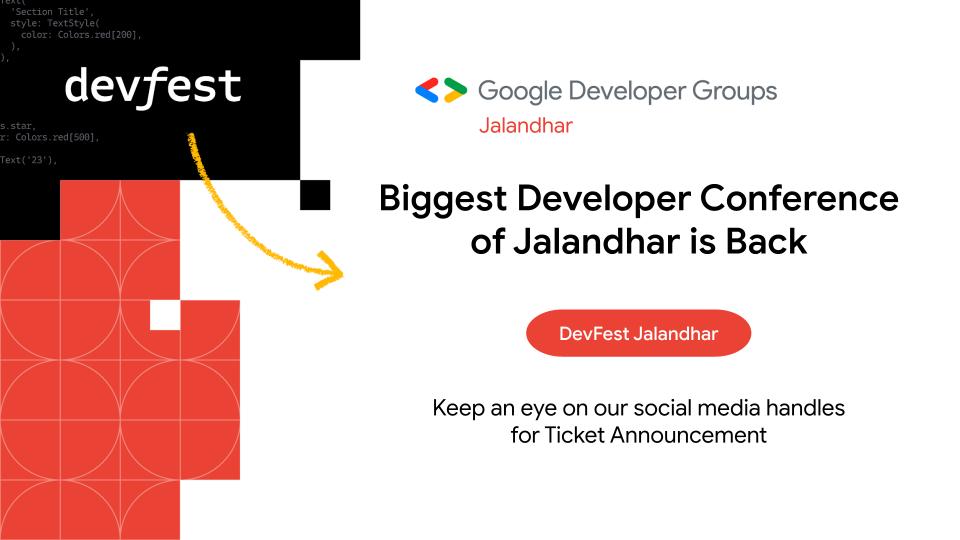 Text(
'Section Title',
style: TextStyle(
color: Colors.red[200],
),
),
devfest
s.star,
r: Colors.red[500],
Text('23'),
Google Developer Groups
Jalandhar
Biggest Developer Conference
of Jalandhar is Back
DevFest Jalandhar
Keep an eye on our social media handles
for Ticket Announcement